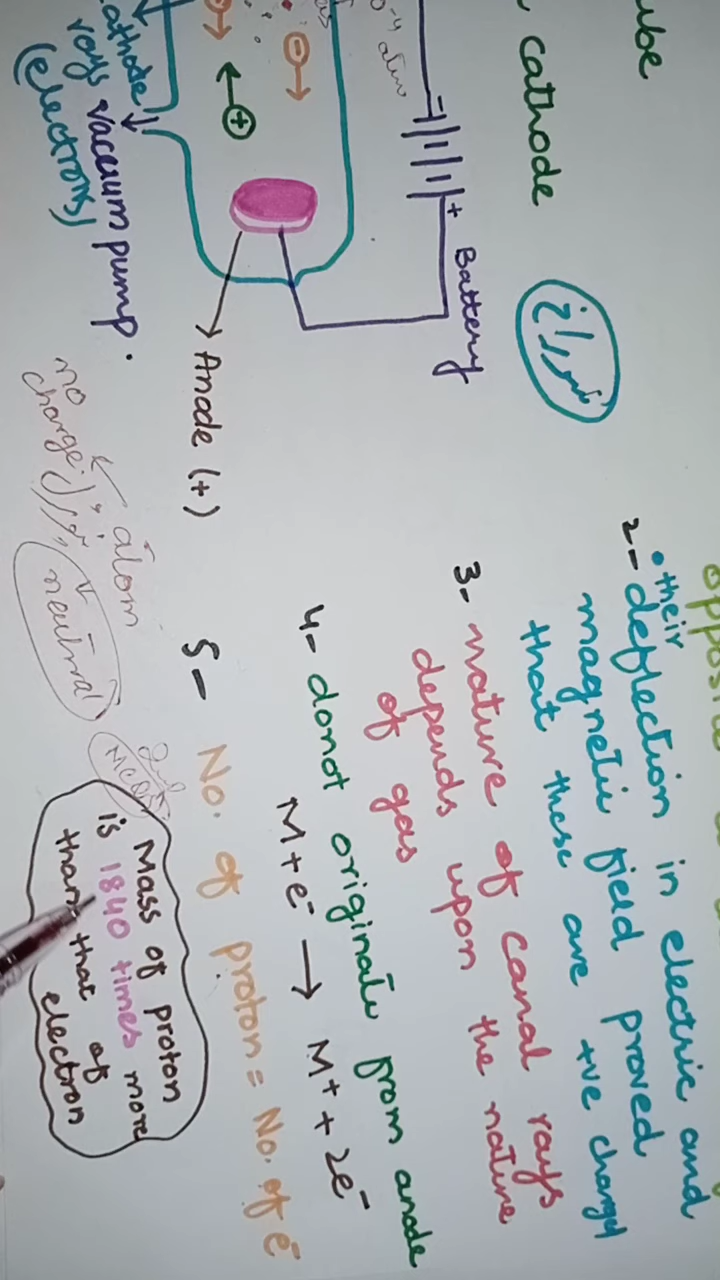 ube
cathode
سوراخ
+
Battery
Anode (+)
cathode
rays
(electrons)
vacuum pump.
atom
no
charge.
neutral
opposite
2- deflection in electric and
their
magnetic field proved
that these are +ve charged
3- nature of canal rays
depends upon the nature
of gas
4- donot originate from anode
M + e⁻ → M⁺ + 2e⁻
5- No. of proton = No. of e⁻
MCQs
Mass of proton
is 1840 times more
than that of
electron